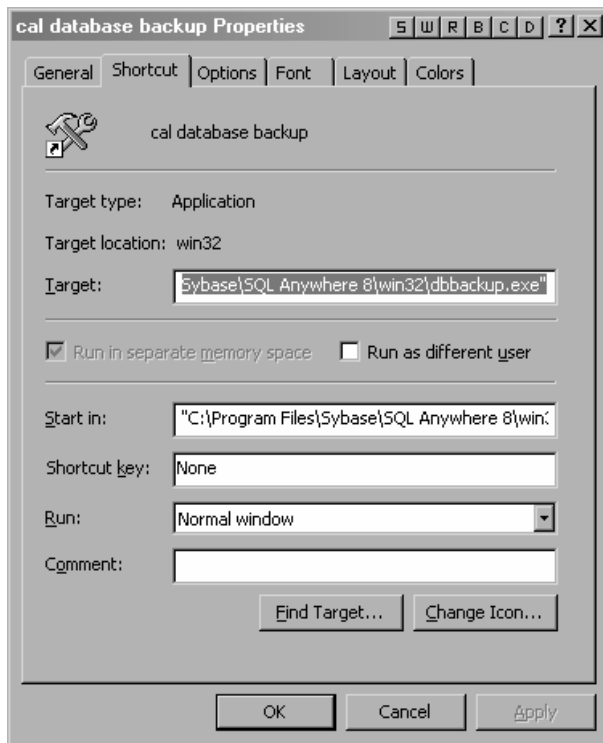 cal database backup Properties S W R B C D ? X
General Shortcut Options Font Layout Colors
cal database backup
Target type: Application
Target location: win32
Target: Sybase\SQL Anywhere 8\win32\dbbackup.exe"
Run in separate memory space Run as different user
Start in: "C:\Program Files\Sybase\SQL Anywhere 8\win3
Shortcut key: None
Run: Normal window
Comment:
Find Target... Change Icon...
OK Cancel Apply